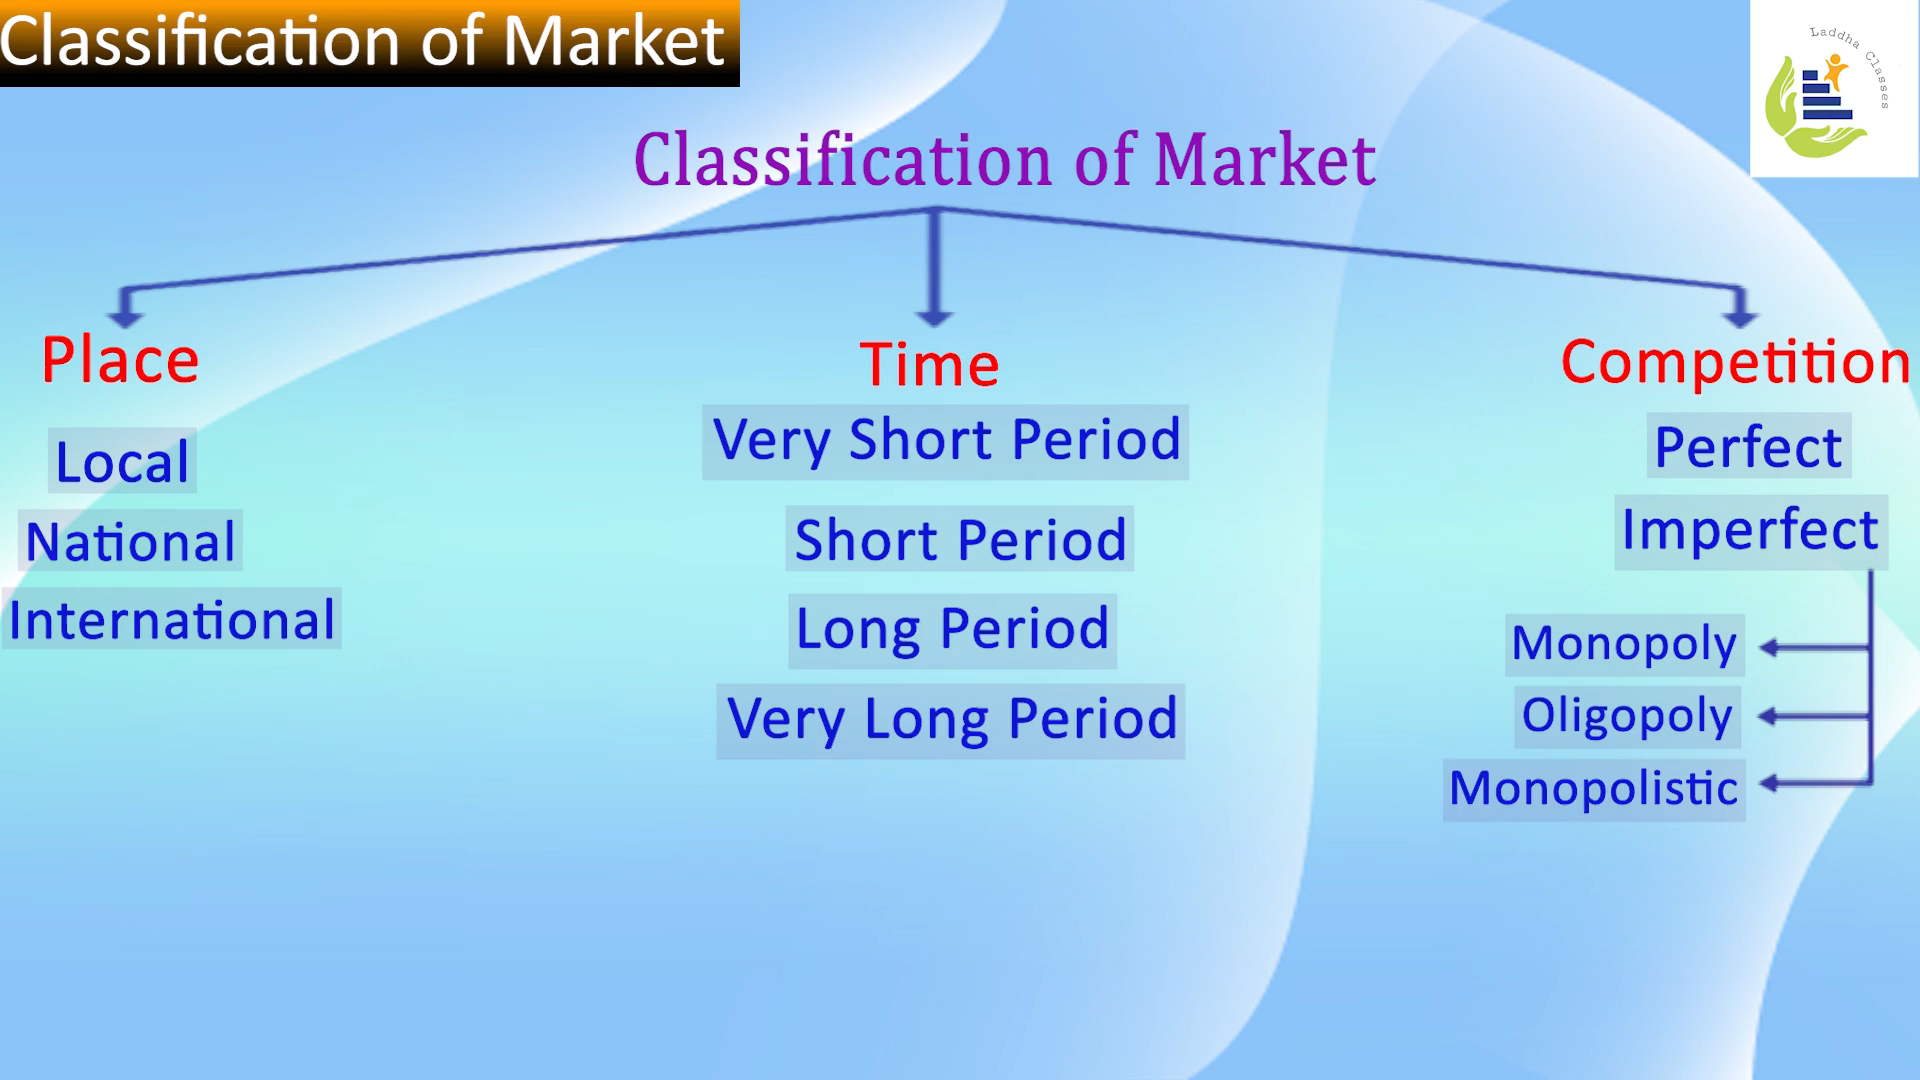 Classification of Market
Laddha Classes
Classification of Market
Place
Local
National
International
Time
Very Short Period
Short Period
Long Period
Very Long Period
Competition
Perfect
Imperfect
Monopoly
Oligopoly
Monopolistic